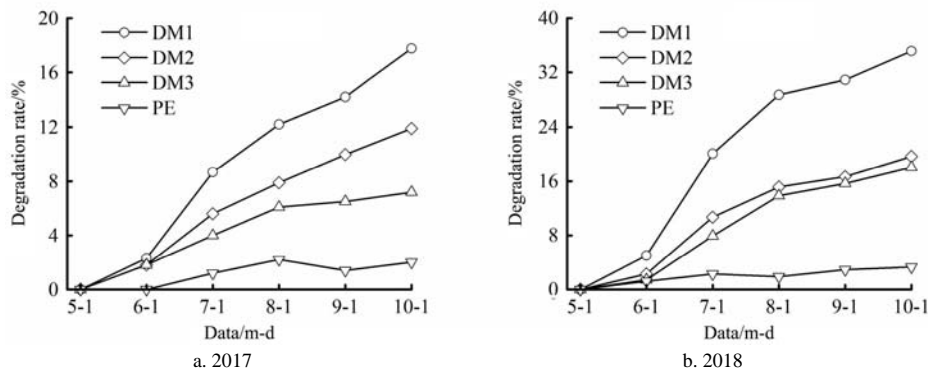 20
16
12
8
4
0
DM1
DM2
DM3
PE
Degradation rate/%
5-1 6-1 7-1 8-1 9-1 10-1
Data/m-d
a. 2017
40
32
24
16
8
0
DM1
DM2
DM3
PE
Degradation rate/%
5-1 6-1 7-1 8-1 9-1 10-1
Data/m-d
b. 2018